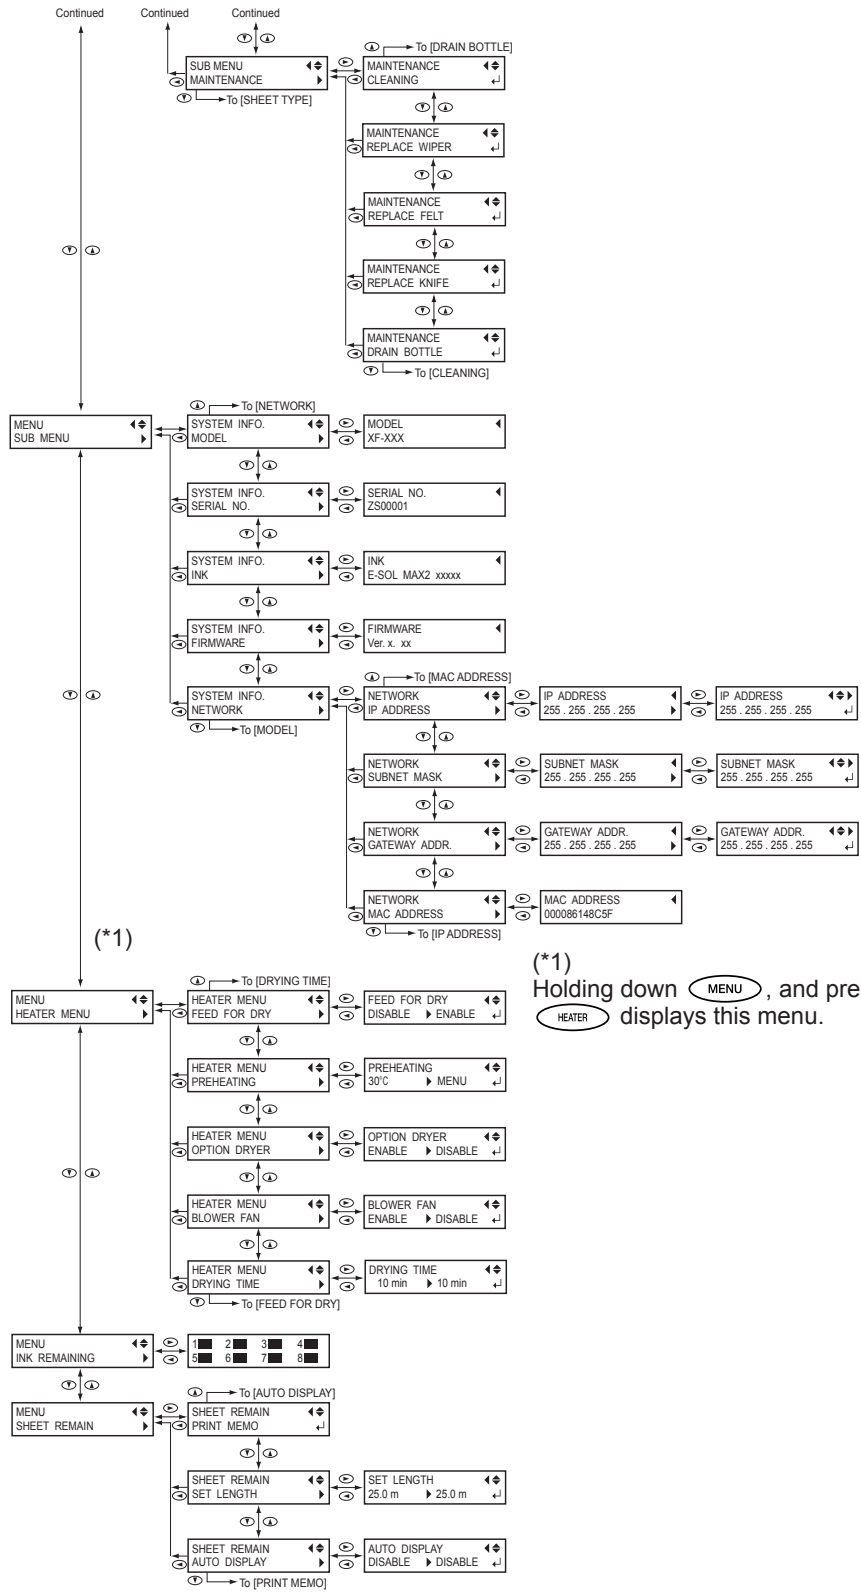 Continued
Continued
Continued
To [DRAIN BOTTLE]
SUB MENU
MAINTENANCE
To [SHEET TYPE]
MAINTENANCE
CLEANING
MAINTENANCE
REPLACE WIPER
MAINTENANCE
REPLACE FELT
MAINTENANCE
REPLACE KNIFE
MAINTENANCE
DRAIN BOTTLE
To [CLEANING]
MENU
SUB MENU
To [NETWORK]
SYSTEM INFO.
MODEL
MODEL
XF-XXX
SYSTEM INFO.
SERIAL NO.
SERIAL NO.
ZS00001
SYSTEM INFO.
INK
INK
E-SOL MAX2 xxxxx
SYSTEM INFO.
FIRMWARE
FIRMWARE
Ver. x. xx
SYSTEM INFO.
NETWORK
To [MODEL]
To [MAC ADDRESS]
NETWORK
IP ADDRESS
IP ADDRESS
255 . 255 . 255 . 255
IP ADDRESS
255 . 255 . 255 . 255
NETWORK
SUBNET MASK
SUBNET MASK
255 . 255 . 255 . 255
SUBNET MASK
255 . 255 . 255 . 255
NETWORK
GATEWAY ADDR.
GATEWAY ADDR.
255 . 255 . 255 . 255
GATEWAY ADDR.
255 . 255 . 255 . 255
NETWORK
MAC ADDRESS
MAC ADDRESS
000086148C5F
To [IP ADDRESS]
(*1)
(*1)
Holding down MENU , and pre
HEATER displays this menu.
MENU
HEATER MENU
To [DRYING TIME]
HEATER MENU
FEED FOR DRY
FEED FOR DRY
DISABLE ENABLE
HEATER MENU
PREHEATING
PREHEATING
30°C MENU
HEATER MENU
OPTION DRYER
OPTION DRYER
ENABLE DISABLE
HEATER MENU
BLOWER FAN
BLOWER FAN
ENABLE DISABLE
HEATER MENU
DRYING TIME
DRYING TIME
10 min 10 min
To [FEED FOR DRY]
MENU
INK REMAINING
1 2 3 4
5 6 7 8
MENU
SHEET REMAIN
To [AUTO DISPLAY]
SHEET REMAIN
PRINT MEMO
SHEET REMAIN
SET LENGTH
SET LENGTH
25.0 m 25.0 m
SHEET REMAIN
AUTO DISPLAY
AUTO DISPLAY
DISABLE DISABLE
To [PRINT MEMO]